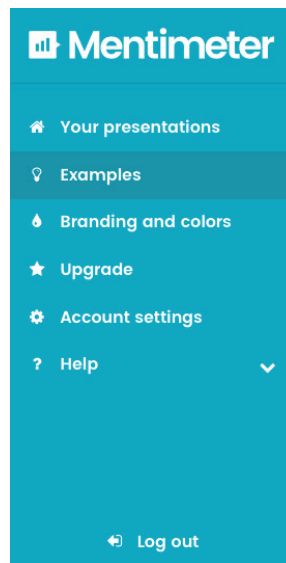 Mentimeter
Your presentations
Examples
Branding and colors
Upgrade
Account settings
? Help
Log out